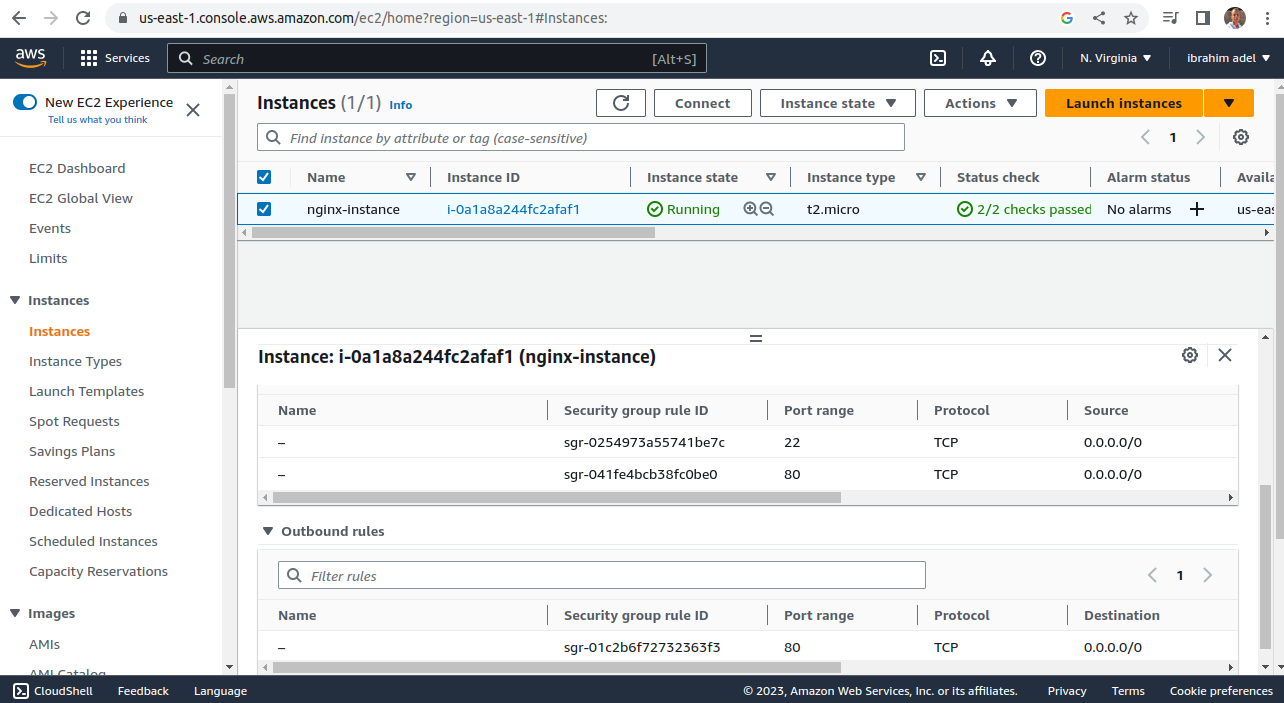 us-east-1.console.aws.amazon.com/ec2/home?region=us-east-1#Instances:
aws Services Search [Alt+S] N. Virginia ibrahim adel
New EC2 Experience
Tell us what you think
EC2 Dashboard
EC2 Global View
Events
Limits
Instances
Instances
Instance Types
Launch Templates
Spot Requests
Savings Plans
Reserved Instances
Dedicated Hosts
Scheduled Instances
Capacity Reservations
Images
AMIs
AMI Catalog
Instances (1/1) Info Connect Instance state Actions Launch instances
Find instance by attribute or tag (case-sensitive) 1
Name Instance ID Instance state Instance type Status check Alarm status Availa
nginx-instance i-0a1a8a244fc2afaf1 Running t2.micro 2/2 checks passed No alarms + us-eas
Instance: i-0a1a8a244fc2afaf1 (nginx-instance)
Name Security group rule ID Port range Protocol Source
– sgr-0254973a55741be7c 22 TCP 0.0.0.0/0
– sgr-041fe4bcb38fc0be0 80 TCP 0.0.0.0/0
Outbound rules
Filter rules 1
Name Security group rule ID Port range Protocol Destination
– sgr-01c2b6f72732363f3 80 TCP 0.0.0.0/0
CloudShell Feedback Language © 2023, Amazon Web Services, Inc. or its affiliates. Privacy Terms Cookie preferences